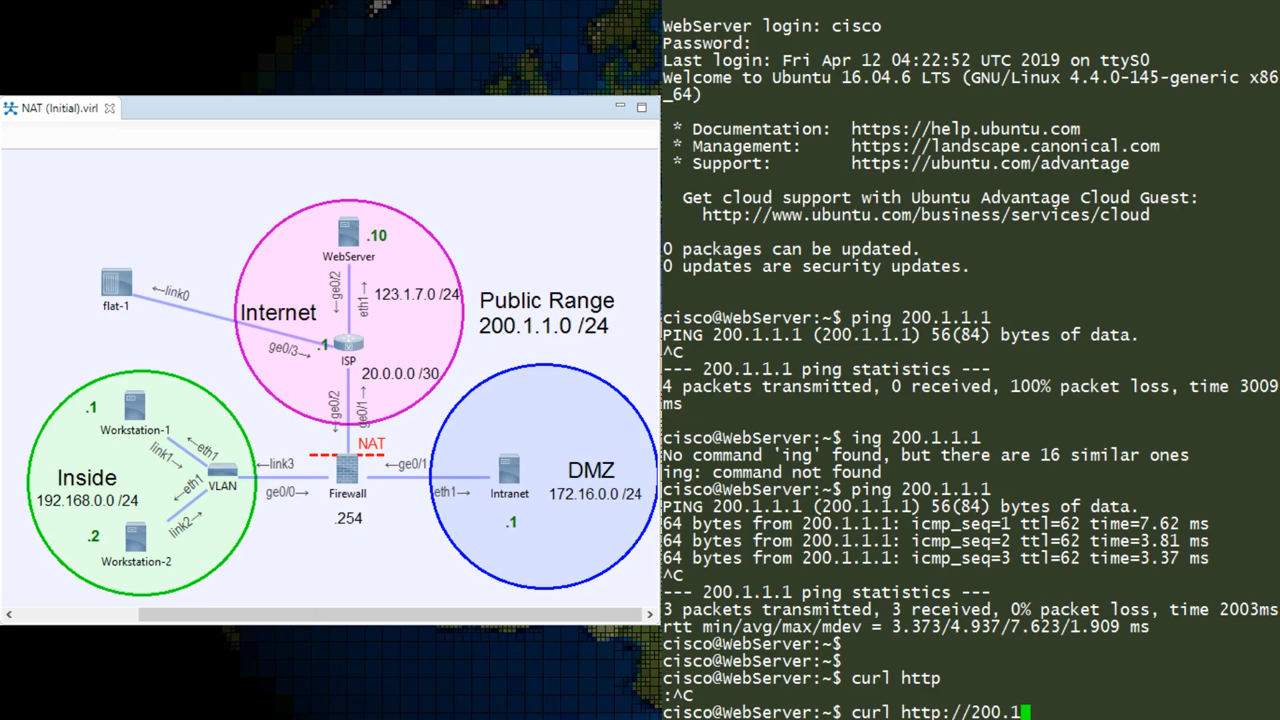 NAT (Initial).virl
.10
WebServer
←ge0/2
eth1→
123.1.7.0 /24
Public Range
200.1.1.0 /24
flat-1
←link0
Internet
ge0/3→
.1
ISP
20.0.0.0 /30
←ge0/2
ge0/1→
.1
Workstation-1
←eth1
link1→
NAT
Inside
192.168.0.0 /24
←eth1
VLAN
←link3
ge0/0→
Firewall
.254
←ge0/1
eth1→
Intranet
.1
DMZ
172.16.0.0 /24
link2→
.2
Workstation-2
WebServer login: cisco
Password:
Last login: Fri Apr 12 04:22:52 UTC 2019 on ttyS0
Welcome to Ubuntu 16.04.6 LTS (GNU/Linux 4.4.0-145-generic x86
_64)
* Documentation: https://help.ubuntu.com
* Management: https://landscape.canonical.com
* Support: https://ubuntu.com/advantage
Get cloud support with Ubuntu Advantage Cloud Guest:
http://www.ubuntu.com/business/services/cloud
0 packages can be updated.
0 updates are security updates.
cisco@WebServer:~$ ping 200.1.1.1
PING 200.1.1.1 (200.1.1.1) 56(84) bytes of data.
^C
--- 200.1.1.1 ping statistics ---
4 packets transmitted, 0 received, 100% packet loss, time 3009
ms
cisco@WebServer:~$ ing 200.1.1.1
No command 'ing' found, but there are 16 similar ones
ing: command not found
cisco@WebServer:~$ ping 200.1.1.1
PING 200.1.1.1 (200.1.1.1) 56(84) bytes of data.
64 bytes from 200.1.1.1: icmp_seq=1 ttl=62 time=7.62 ms
64 bytes from 200.1.1.1: icmp_seq=2 ttl=62 time=3.81 ms
64 bytes from 200.1.1.1: icmp_seq=3 ttl=62 time=3.37 ms
^C
--- 200.1.1.1 ping statistics ---
3 packets transmitted, 3 received, 0% packet loss, time 2003ms
rtt min/avg/max/mdev = 3.373/4.937/7.623/1.909 ms
cisco@WebServer:~$
cisco@WebServer:~$
cisco@WebServer:~$ curl http
:^C
cisco@WebServer:~$ curl http://200.1